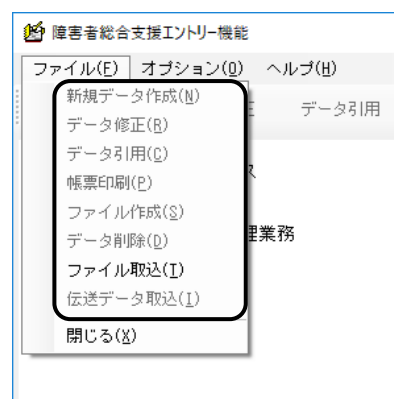 障害者総合支援エントリー機能
ファイル(F) オプション(O) ヘルプ(H)
新規データ作成(N)
データ引用
データ修正(R)
データ引用(C)
帳票印刷(P)
ファイル作成(S)
データ削除(D)
理業務
ファイル取込(T)
伝送データ取込(I)
閉じる(X)